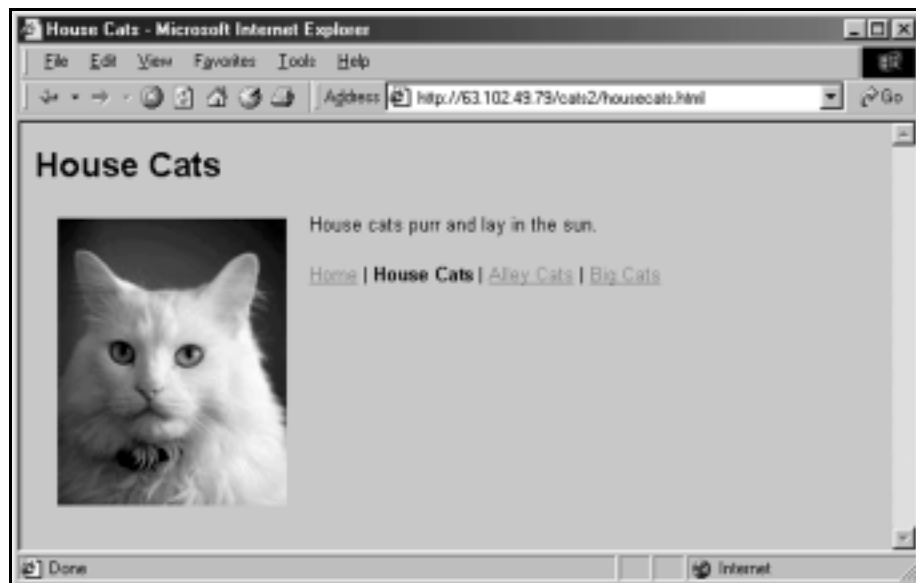 House Cats - Microsoft Internet Explorer
File Edit View Favorites Tools Help
Address http://63.102.49.79/cats2/housecats.html Go
House Cats
House cats purr and lay in the sun.
Home | House Cats | Alley Cats | Big Cats
Done Internet